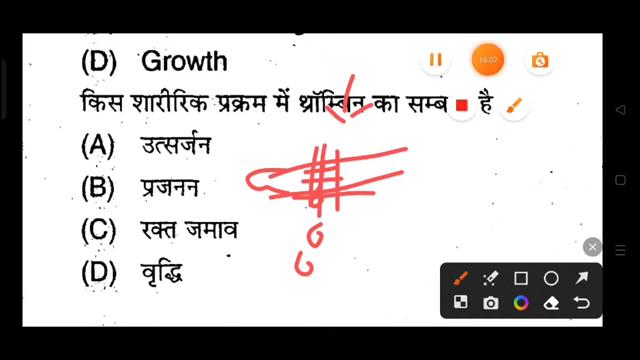 (D) Growth
16:02
किस शारीरिक प्रक्रम में थ्रॉम्बिन का सम्ब है
(A) उत्सर्जन
(B) प्रजनन
(C) रक्त जमाव
(D) वृद्धि